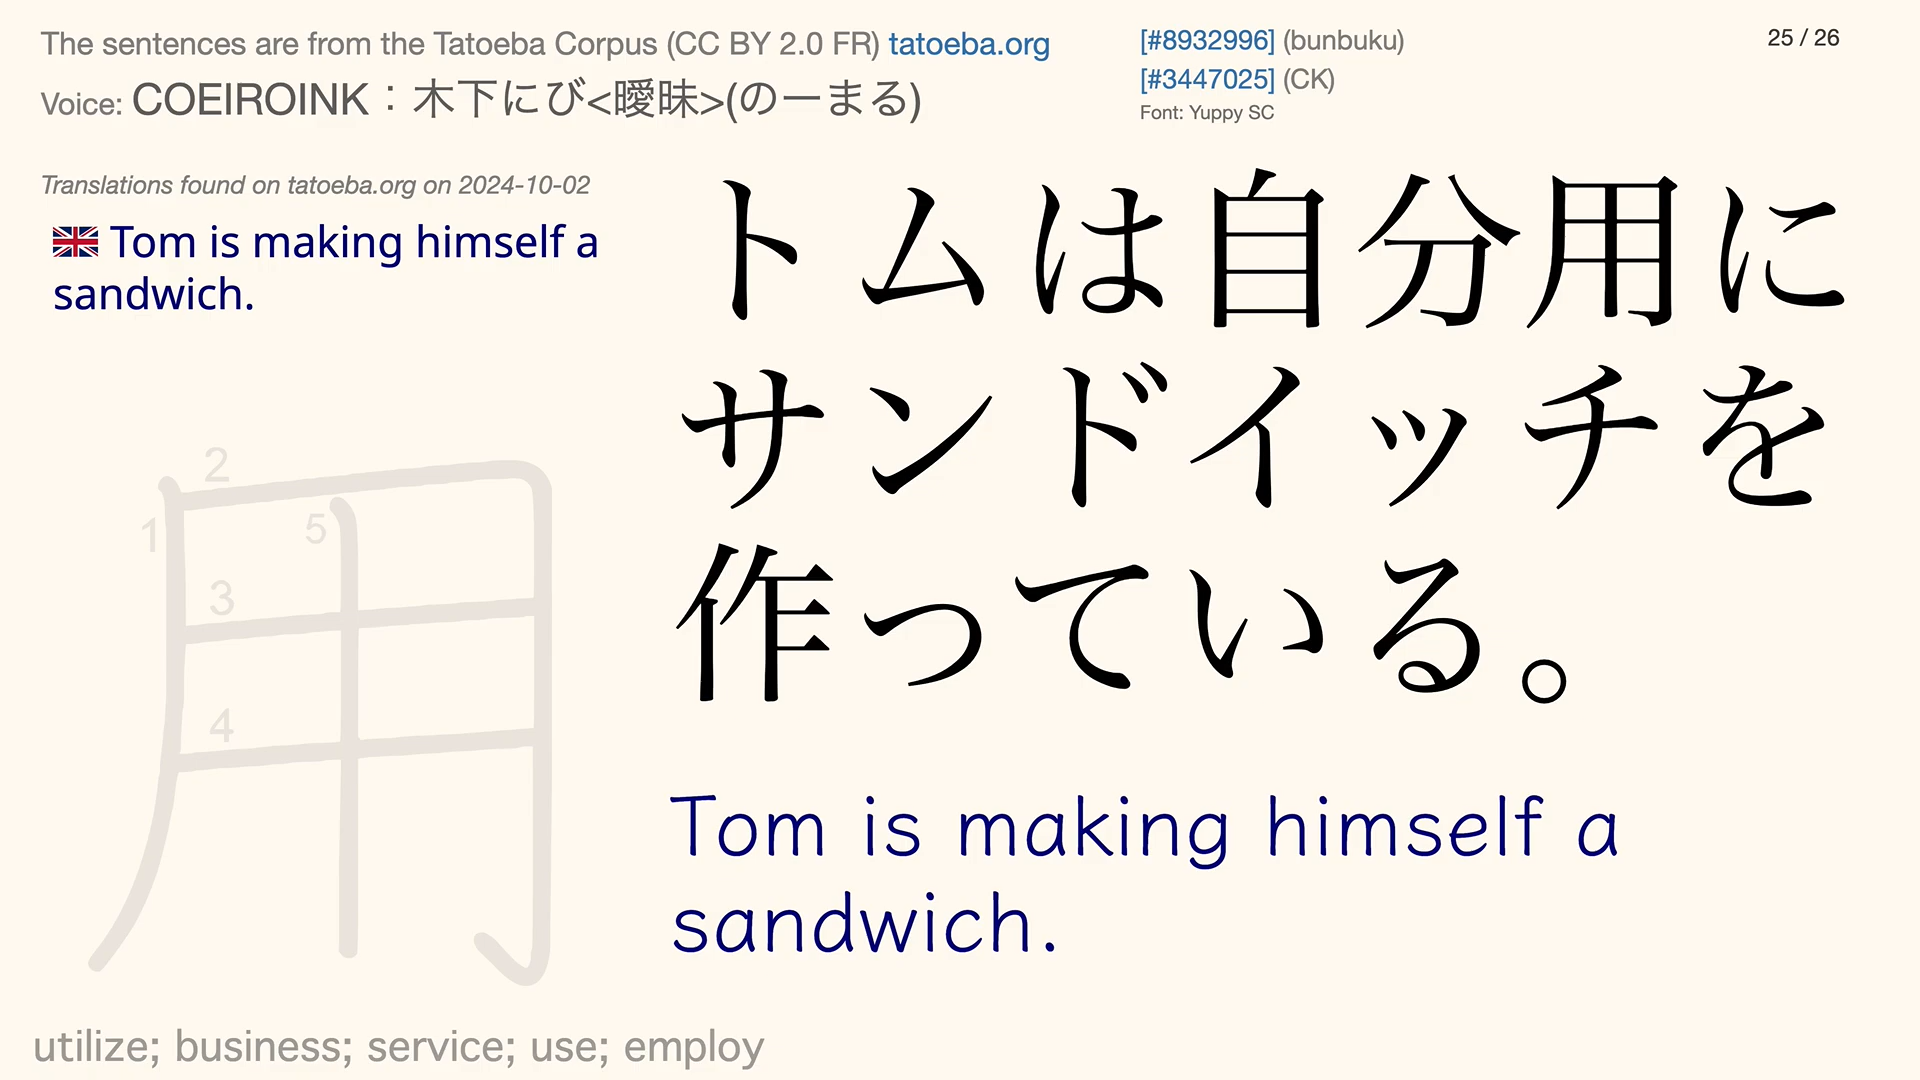 The sentences are from the Tatoeba Corpus (CC BY 2.0 FR) tatoeba.org
Voice: COEIROINK：木下にび<曖昧>(のーまる)
[#8932996] (bunbuku)
[#3447025] (CK)
Font: Yuppy SC
25 / 26
Translations found on tatoeba.org on 2024-10-02
Tom is making himself a
sandwich.
トムは自分用に
サンドイッチを
作っている。
Tom is making himself a
sandwich.
用
1
2
3
4
5
utilize; business; service; use; employ